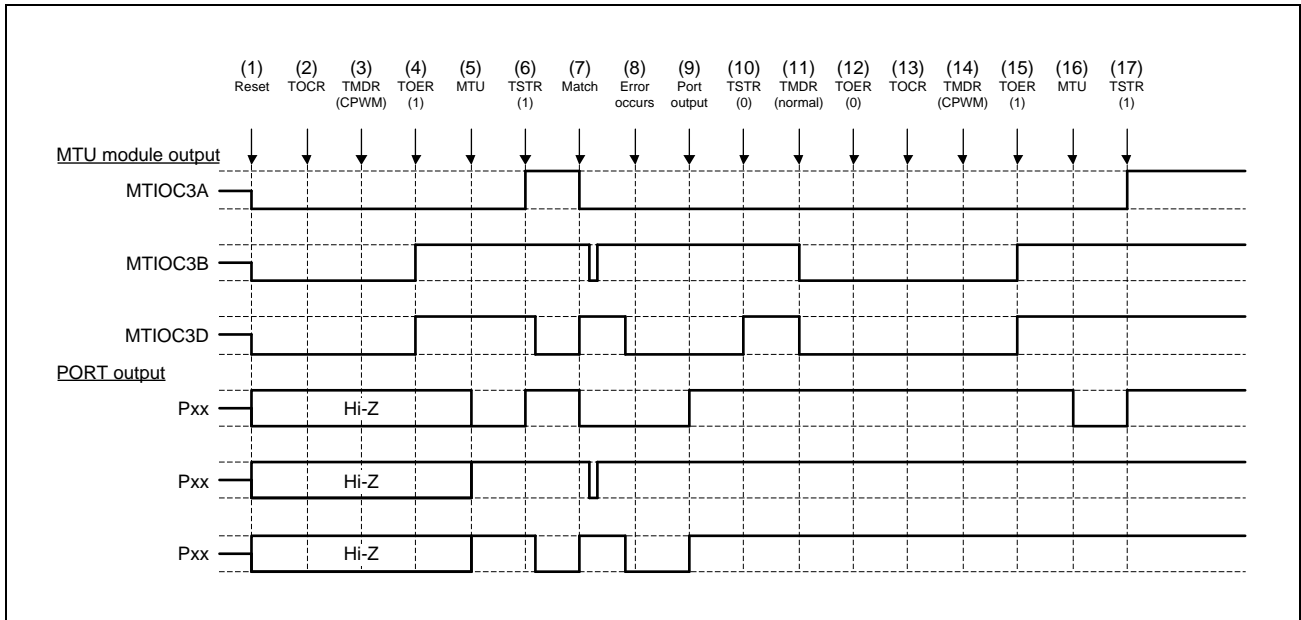 (1) (2) (3) (4) (5) (6) (7) (8) (9) (10) (11) (12) (13) (14) (15) (16) (17)
Reset TOCR TMDR TOER MTU TSTR Match Error Port TSTR TMDR TOER TOCR TMDR TOER MTU TSTR
(CPWM) (1) (1) occurs output (0) (normal) (0) (CPWM) (1) (1)
MTU module output
MTIOC3A
MTIOC3B
MTIOC3D
PORT output
Pxx Hi-Z
Pxx Hi-Z
Pxx Hi-Z